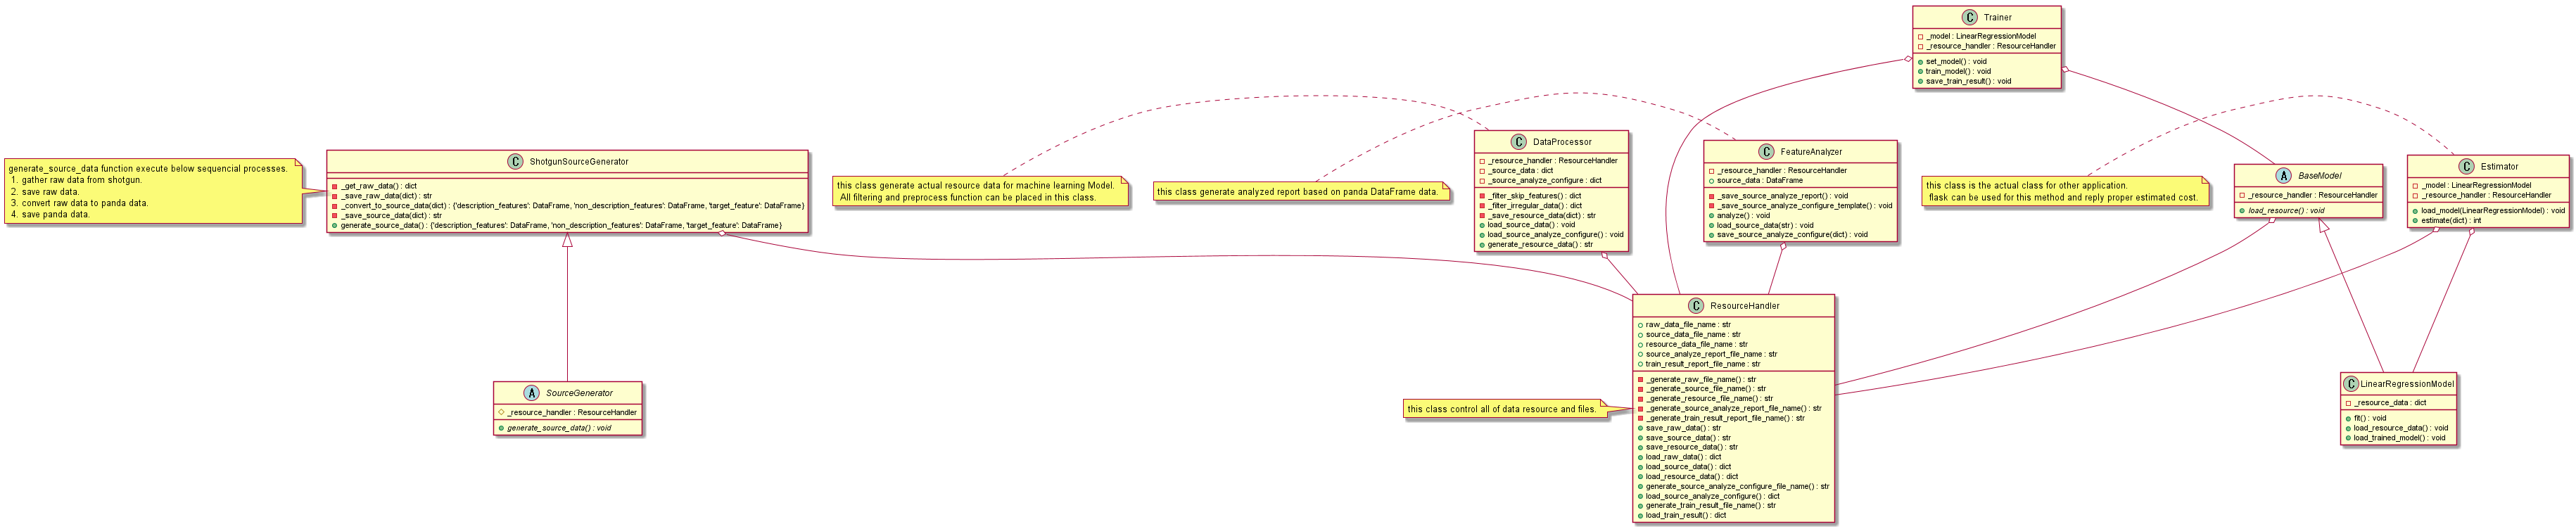 C Trainer
_model : LinearRegressionModel
_resource_handler : ResourceHandler
set_model() : void
train_model() : void
save_train_result() : void
generate_source_data function execute below sequencial processes.
1. gather raw data from shotgun.
2. save raw data.
3. convert raw data to panda data.
4. save panda data.
C ShotgunSourceGenerator
_get_raw_data() : dict
_save_raw_data(dict) : str
_convert_to_source_data(dict) : {'description_features': DataFrame, 'non_description_features': DataFrame, 'target_feature': DataFrame}
_save_source_data(dict) : str
generate_source_data() : {'description_features': DataFrame, 'non_description_features': DataFrame, 'target_feature': DataFrame}
this class generate actual resource data for machine learning Model.
All filtering and preprocess function can be placed in this class.
this class generate analyzed report based on panda DataFrame data.
C DataProcessor
_resource_handler : ResourceHandler
_source_data : dict
_source_analyze_configure : dict
_filter_skip_features() : dict
_filter_irregular_data() : dict
_save_resource_data(dict) : str
load_source_data() : void
load_source_analyze_configure() : void
generate_resource_data() : str
C FeatureAnalyzer
_resource_handler : ResourceHandler
source_data : DataFrame
_save_source_analyze_report() : void
_save_source_analyze_configure_template() : void
analyze() : void
load_source_data(str) : void
save_source_analyze_configure(dict) : void
this class is the actual class for other application.
flask can be used for this method and reply proper estimated cost.
A BaseModel
_resource_handler : ResourceHandler
load_resource() : void
C Estimator
_model : LinearRegressionModel
_resource_handler : ResourceHandler
load_model(LinearRegressionModel) : void
estimate(dict) : int
A SourceGenerator
_resource_handler : ResourceHandler
generate_source_data() : void
this class control all of data resource and files.
C ResourceHandler
raw_data_file_name : str
source_data_file_name : str
resource_data_file_name : str
source_analyze_report_file_name : str
train_result_report_file_name : str
_generate_raw_file_name() : str
_generate_source_file_name() : str
_generate_resource_file_name() : str
_generate_source_analyze_report_file_name() : str
_generate_train_result_report_file_name() : str
save_raw_data() : str
save_source_data() : str
save_resource_data() : str
load_raw_data() : dict
load_source_data() : dict
load_resource_data() : dict
generate_source_analyze_configure_file_name() : str
load_source_analyze_configure() : dict
generate_train_result_file_name() : str
load_train_result() : dict
C LinearRegressionModel
_resource_data : dict
fit() : void
load_resource_data() : void
load_trained_model() : void